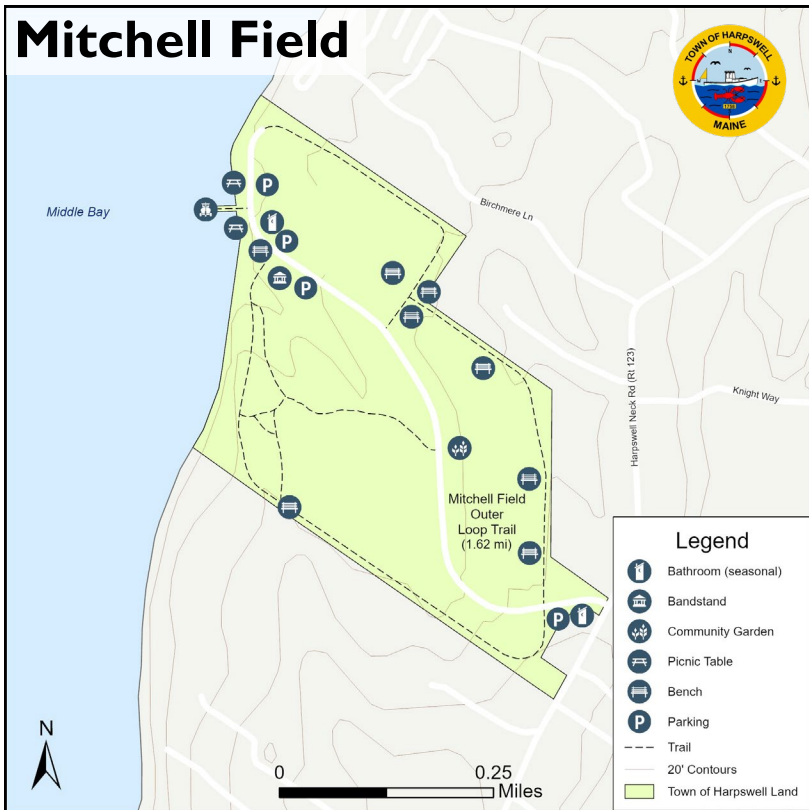 Mitchell Field
TOWN OF HARPSWELL
N
W
E
1758
MAINE
Middle Bay
P
Birchmere Ln
P
P
Harpswell Neck Rd (Rt 123)
Knight Way
Mitchell Field
Outer
Loop Trail
(1.62 mi)
P
Legend
Bathroom (seasonal)
Bandstand
Community Garden
Picnic Table
Bench
P Parking
Trail
20' Contours
Town of Harpswell Land
N
0 0.25
Miles